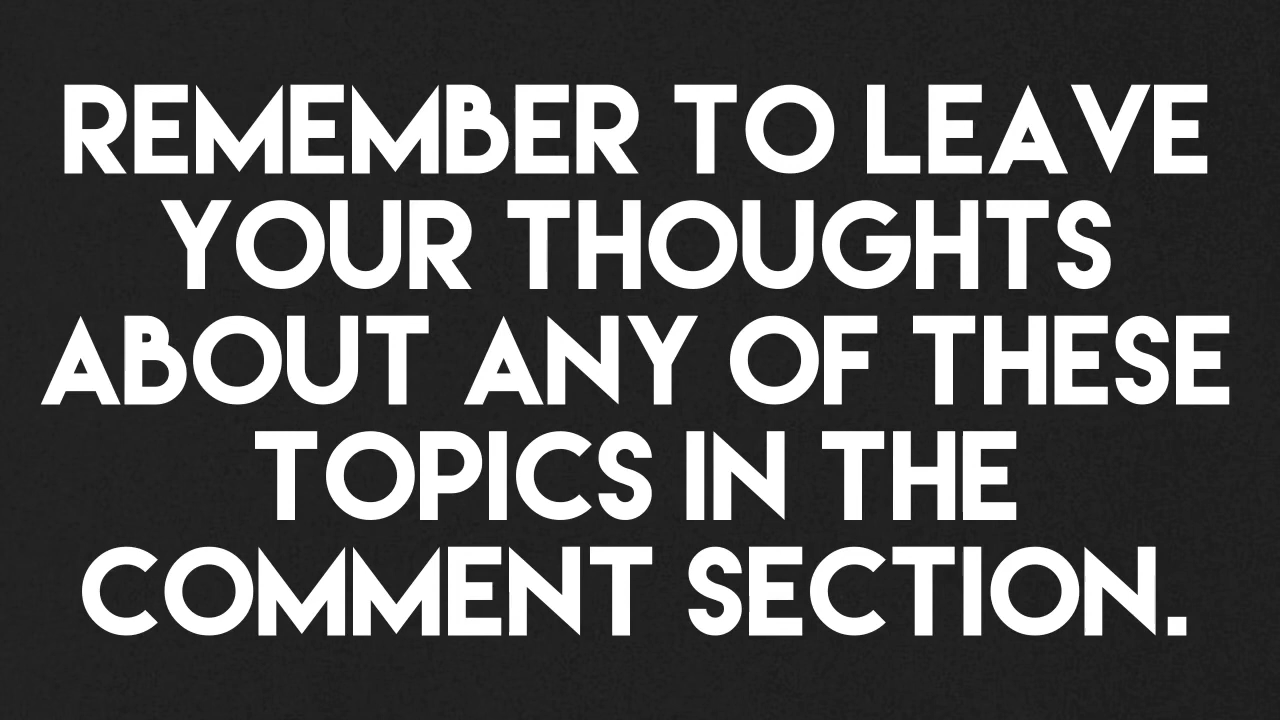 REMEMBER TO LEAVE
YOUR THOUGHTS
ABOUT ANY OF THESE
TOPICS IN THE
COMMENT SECTION.